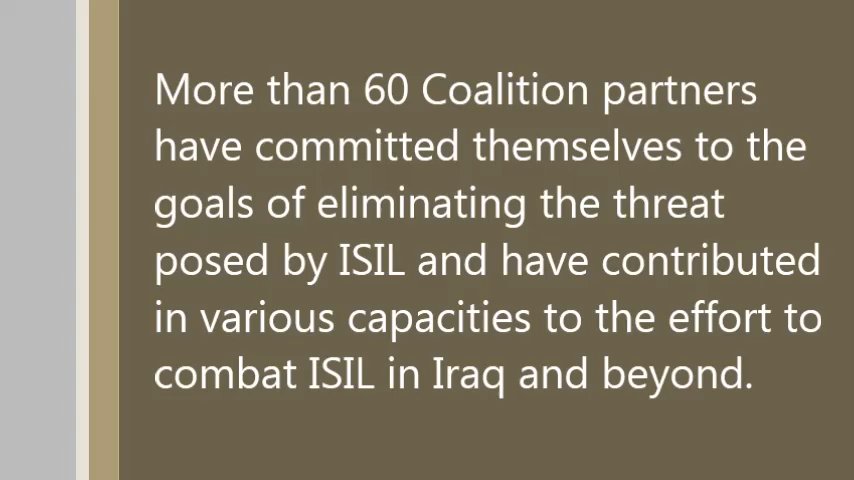 More than 60 Coalition partners
have committed themselves to the
goals of eliminating the threat
posed by ISIL and have contributed
in various capacities to the effort to
combat ISIL in Iraq and beyond.